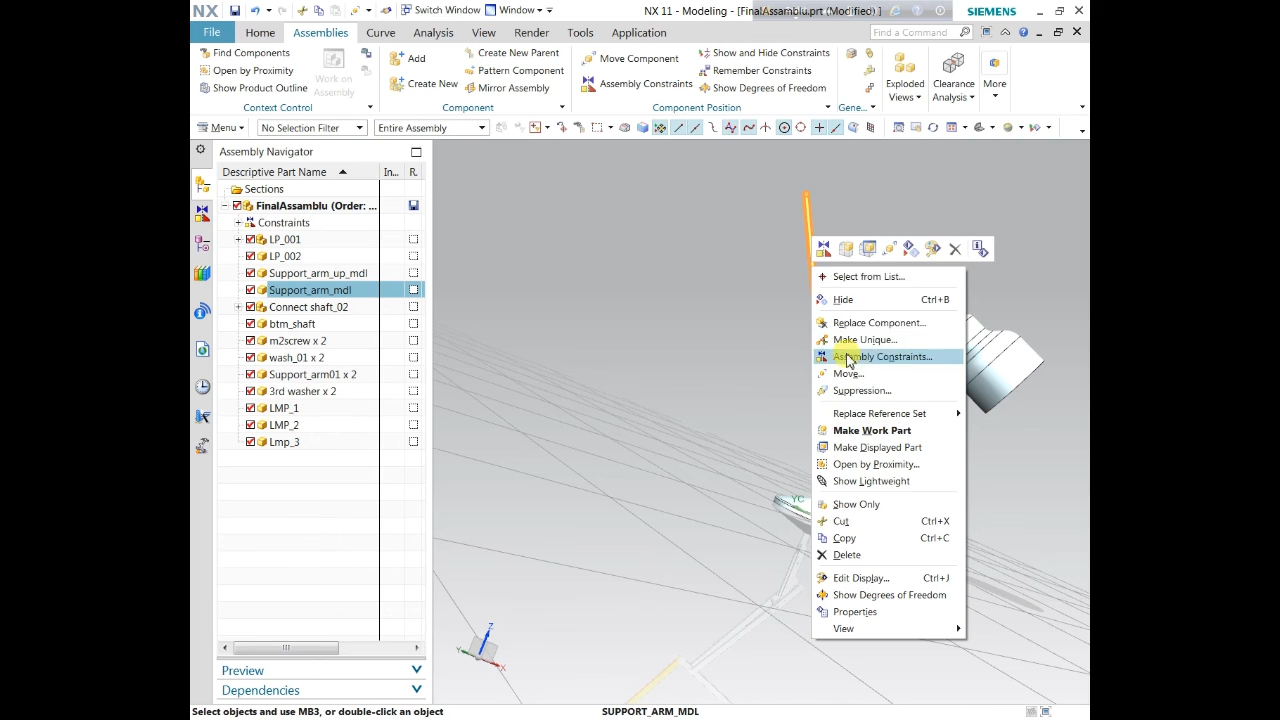 NX Switch Window Window NX 11 - Modeling - [FinalAssamblu.prt (Modified) ] SIEMENS
File Home Assemblies Curve Analysis View Render Tools Application Find a Command
Find Components
Open by Proximity
Show Product Outline
Work on
Assembly
Context Control
Add
Create New
Create New Parent
Pattern Component
Mirror Assembly
Component
Move Component
Assembly Constraints
Show and Hide Constraints
Remember Constraints
Show Degrees of Freedom
Component Position
Gene...
Exploded
Views
Clearance
Analysis
More
Menu No Selection Filter Entire Assembly
Assembly Navigator
Descriptive Part Name In... R.
Sections
FinalAssamblu (Order: ...
Constraints
LP_001
LP_002
Support_arm_up_mdl
Support_arm_mdl
Connect shaft_02
btm_shaft
m2screw x 2
wash_01 x 2
Support_arm01 x 2
3rd washer x 2
LMP_1
LMP_2
Lmp_3
Preview
Dependencies
Select from List...
Hide Ctrl+B
Replace Component...
Make Unique...
Assembly Constraints...
Move...
Suppression...
Replace Reference Set
Make Work Part
Make Displayed Part
Open by Proximity...
Show Lightweight
Show Only
Cut Ctrl+X
Copy Ctrl+C
Delete
Edit Display... Ctrl+J
Show Degrees of Freedom
Properties
View
YC
Z
Y
X
Select objects and use MB3, or double-click an object SUPPORT_ARM_MDL